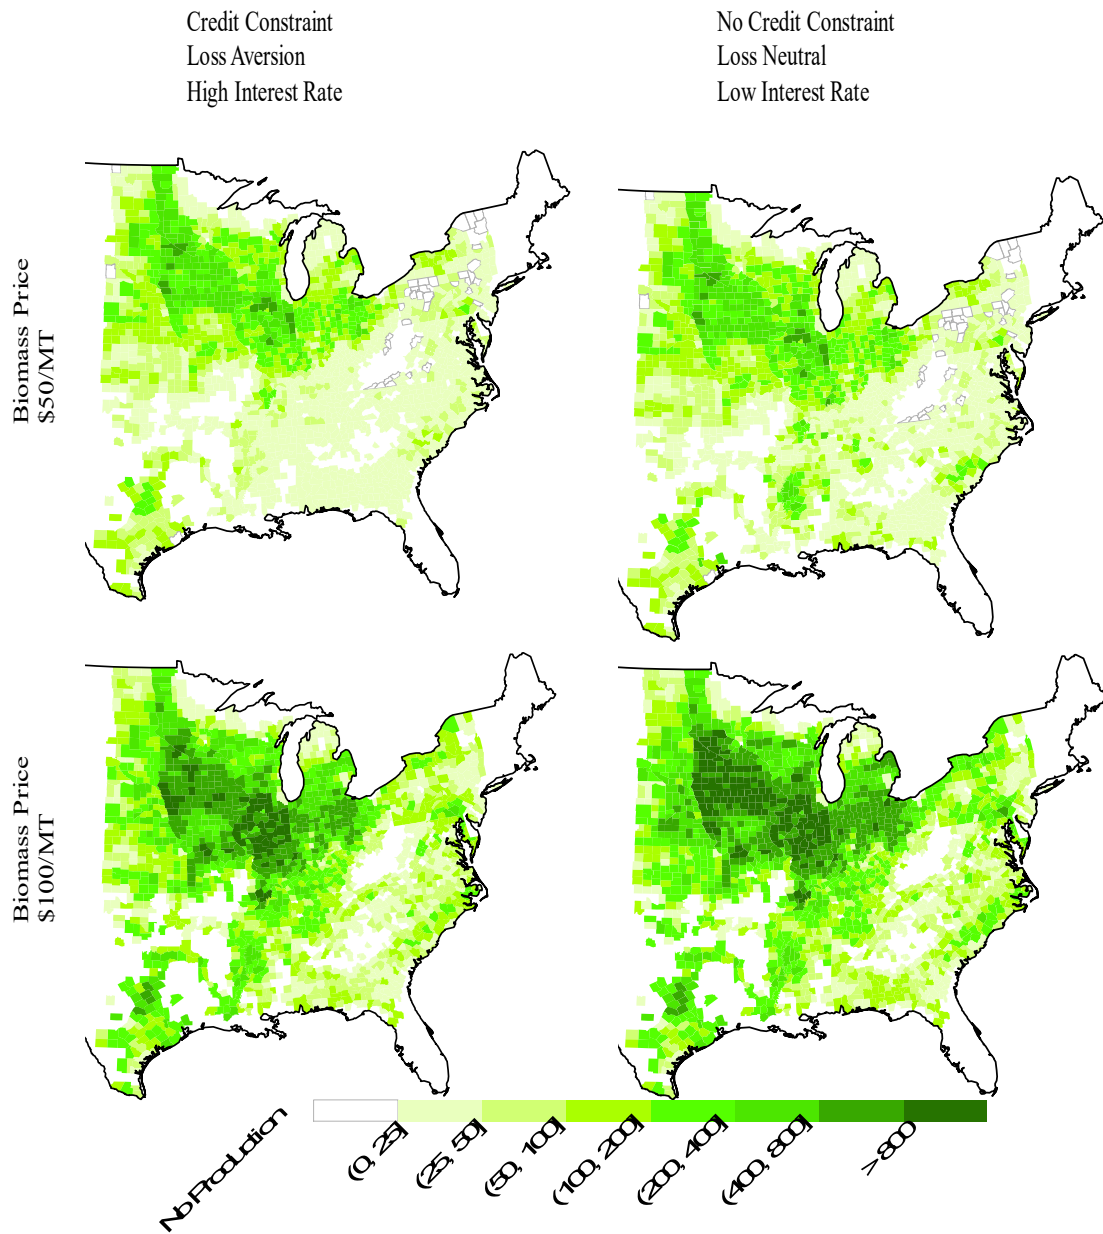 Credit Constraint
Loss Aversion
High Interest Rate
No Credit Constraint
Loss Neutral
Low Interest Rate
Biomass Price
$50/MT
Biomass Price
$100/MT
No Production
(0, 25]
(25, 50]
(50, 100]
(100, 200]
(200, 400]
(400, 800]
>800